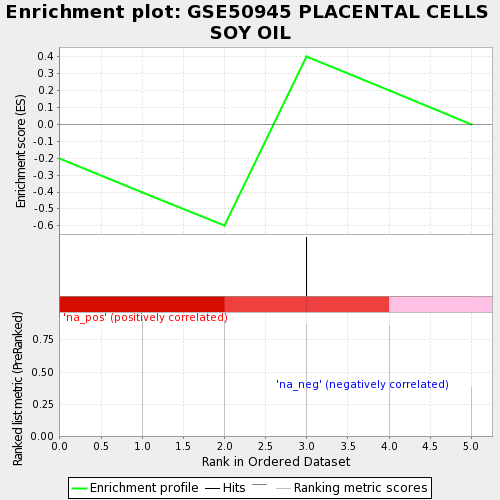 Enrichment plot: GSE50945 PLACENTAL CELLS
SOY OIL
Enrichment score (ES)
0.4
0.3
0.2
0.1
0.0
-0.1
-0.2
-0.3
-0.4
-0.5
-0.6
'na_pos' (positively correlated)
Ranked list metric (PreRanked)
0.75
0.50
0.25
0.00
'na_neg' (negatively correlated)
0.0 0.5 1.0 1.5 2.0 2.5 3.0 3.5 4.0 4.5 5.0
Rank in Ordered Dataset
Enrichment profile Hits Ranking metric scores